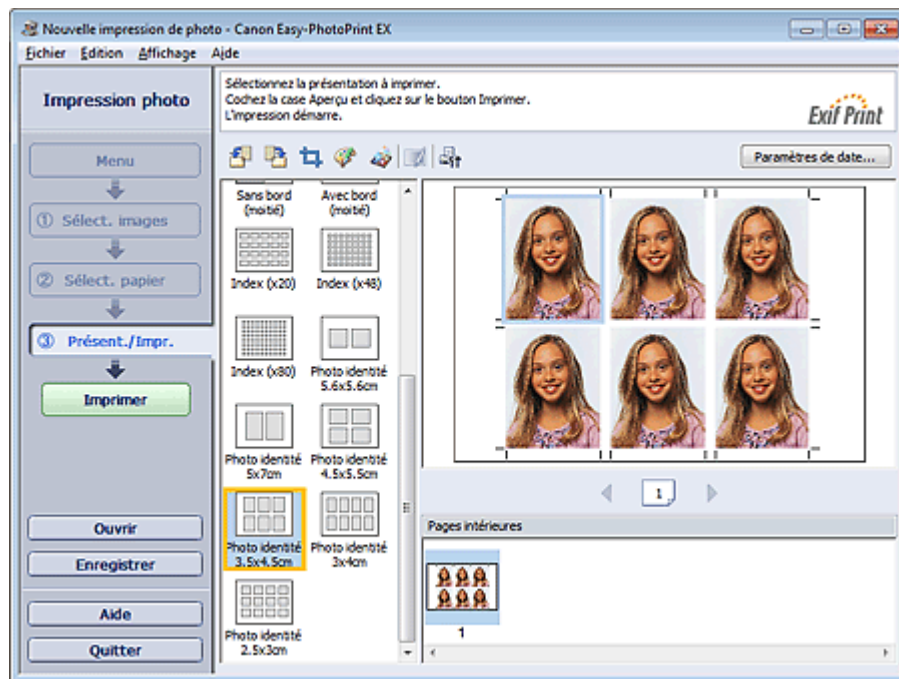 Nouvelle impression de photo - Canon Easy-PhotoPrint EX
Fichier Édition Affichage Aide
Impression photo
Sélectionnez la présentation à imprimer.
Cochez la case Aperçu et cliquez sur le bouton Imprimer.
L'impression démarre.
Exif Print
Menu
① Sélect. images
② Sélect. papier
③ Présent./Impr.
Imprimer
Ouvrir
Enregistrer
Aide
Quitter
Paramètres de date...
Sans bord
(moitié)
Avec bord
(moitié)
Index (x20)
Index (x48)
Index (x80)
Photo identité
5.6x5.6cm
Photo identité
5x7cm
Photo identité
4.5x5.5cm
Photo identité
3.5x4.5cm
Photo identité
3x4cm
Photo identité
2.5x3cm
1
Pages intérieures
1